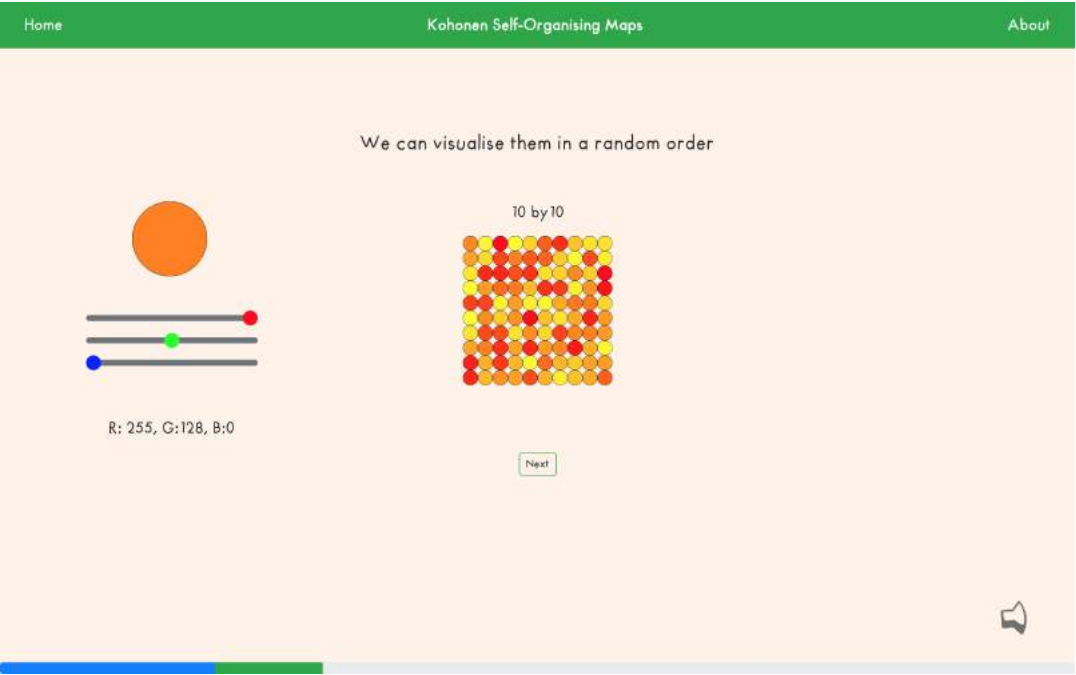 Home
Kohonen Self-Organising Maps
About
We can visualise them in a random order
10 by 10
R: 255, G:128, B:0
Next